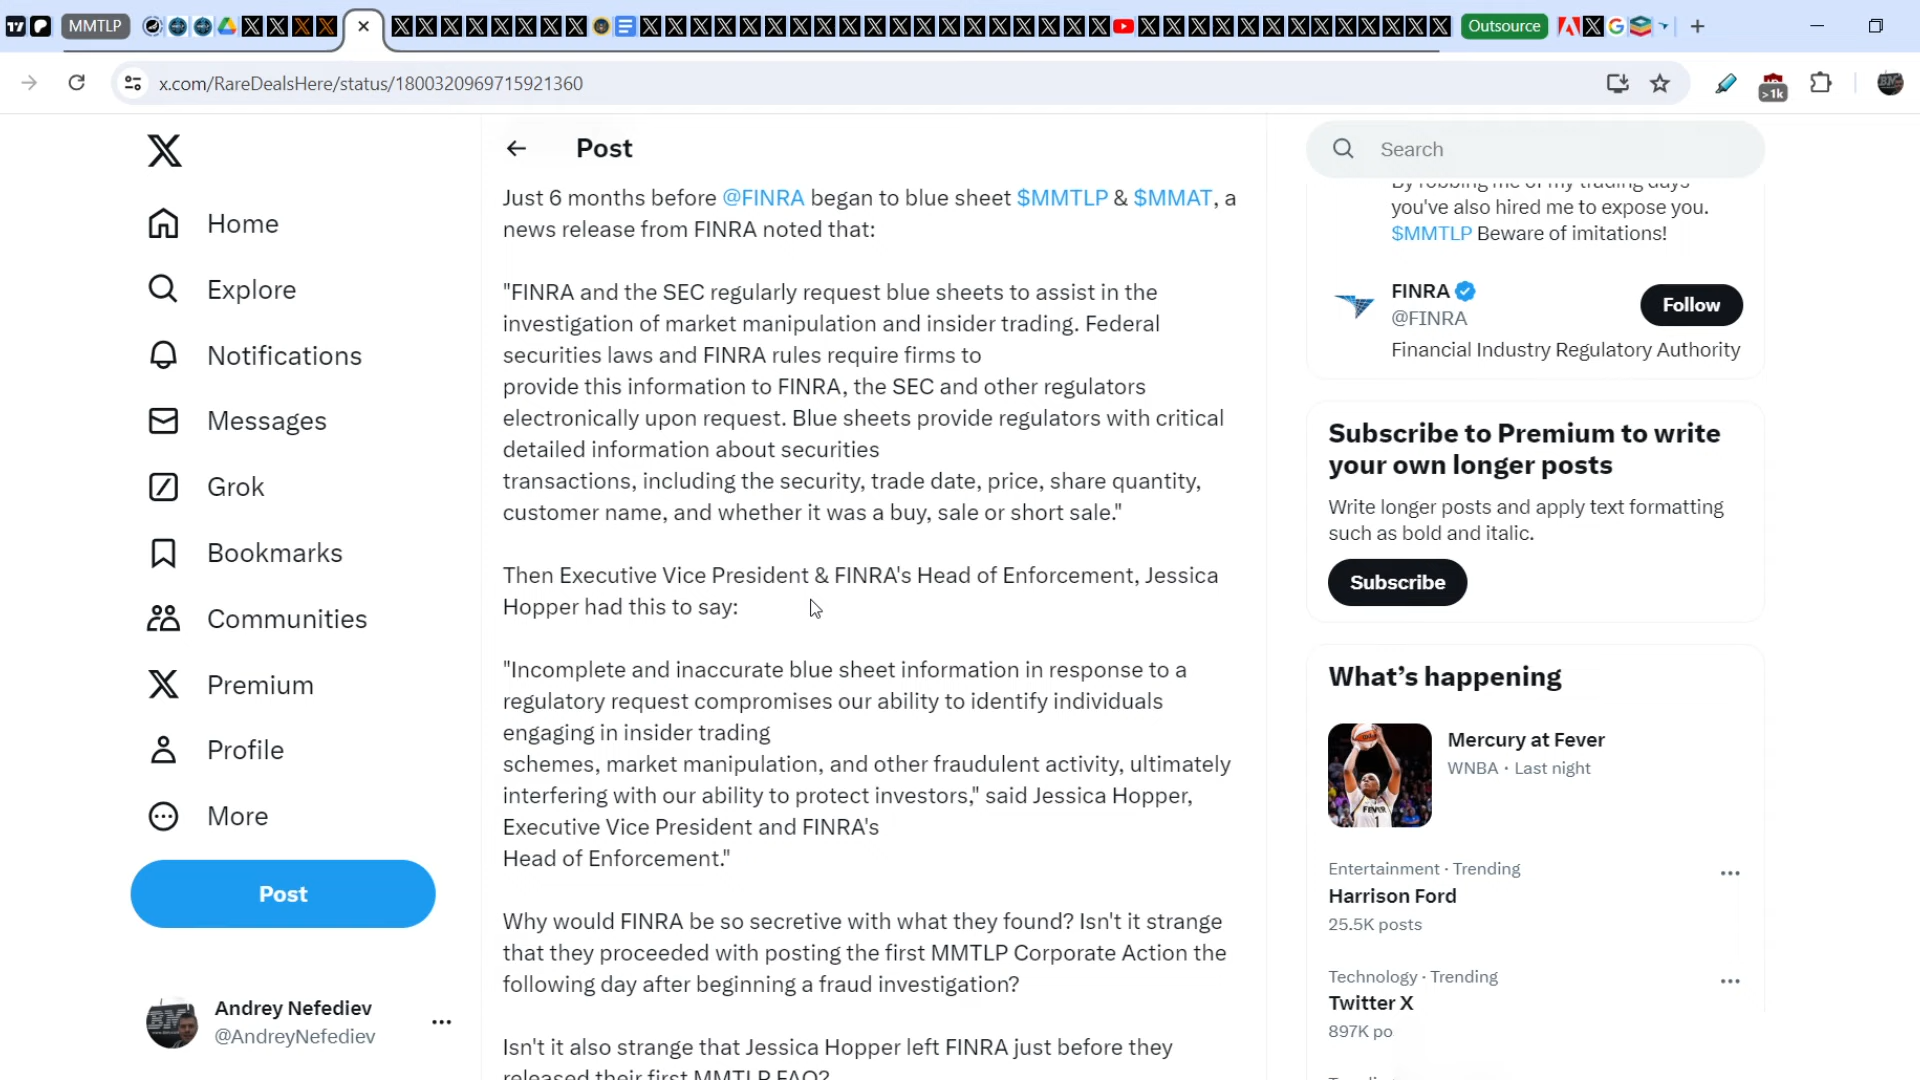 MMTLP
Outsource
x.com/RareDealsHere/status/1800320969715921360
>1k
Home
Explore
Notifications
Messages
Grok
Bookmarks
Communities
Premium
Profile
More
Post
Andrey Nefediev
@AndreyNefediev
Post
Just 6 months before @FINRA began to blue sheet $MMTLP & $MMAT, a
news release from FINRA noted that:
"FINRA and the SEC regularly request blue sheets to assist in the
investigation of market manipulation and insider trading. Federal
securities laws and FINRA rules require firms to
provide this information to FINRA, the SEC and other regulators
electronically upon request. Blue sheets provide regulators with critical
detailed information about securities
transactions, including the security, trade date, price, share quantity,
customer name, and whether it was a buy, sale or short sale."
Then Executive Vice President & FINRA's Head of Enforcement, Jessica
Hopper had this to say:
"Incomplete and inaccurate blue sheet information in response to a
regulatory request compromises our ability to identify individuals
engaging in insider trading
schemes, market manipulation, and other fraudulent activity, ultimately
interfering with our ability to protect investors," said Jessica Hopper,
Executive Vice President and FINRA's
Head of Enforcement."
Why would FINRA be so secretive with what they found? Isn't it strange
that they proceeded with posting the first MMTLP Corporate Action the
following day after beginning a fraud investigation?
Isn't it also strange that Jessica Hopper left FINRA just before they
released their first MMTLP FAQ?
Search
By robbing me of my trading days
you've also hired me to expose you.
$MMTLP Beware of imitations!
FINRA
@FINRA
Follow
Financial Industry Regulatory Authority
Subscribe to Premium to write
your own longer posts
Write longer posts and apply text formatting
such as bold and italic.
Subscribe
What's happening
Mercury at Fever
WNBA · Last night
Entertainment · Trending
Harrison Ford
25.5K posts
Technology · Trending
Twitter X
897K po